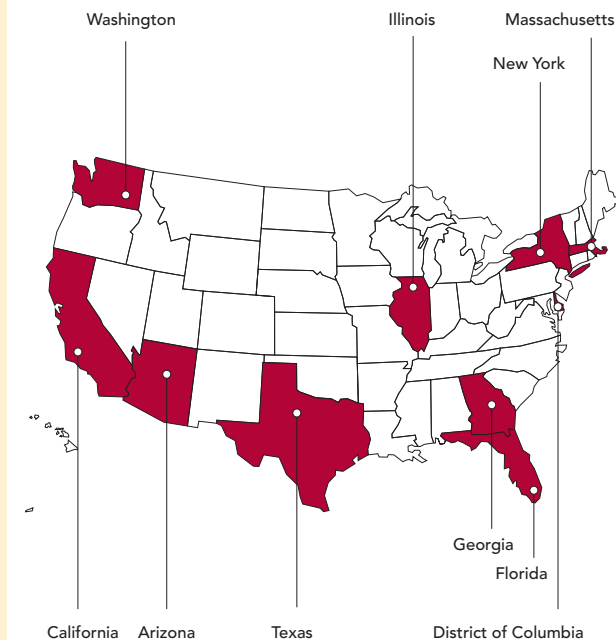 Washington
Illinois
Massachusetts
New York
Georgia
Florida
California
Arizona
Texas
District of Columbia